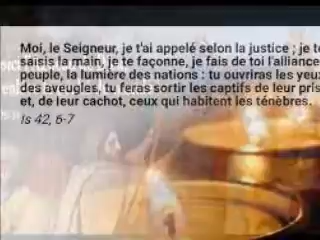 Moi, le Seigneur, je t'ai appelé selon la justice ; je te
saisis la main, je te façonne, je fais de toi l'alliance
peuple, la lumière des nations : tu ouvriras les yeux
des aveugles, tu feras sortir les captifs de leur pris
et, de leur cachot, ceux qui habitent les ténèbres.
Is 42, 6-7